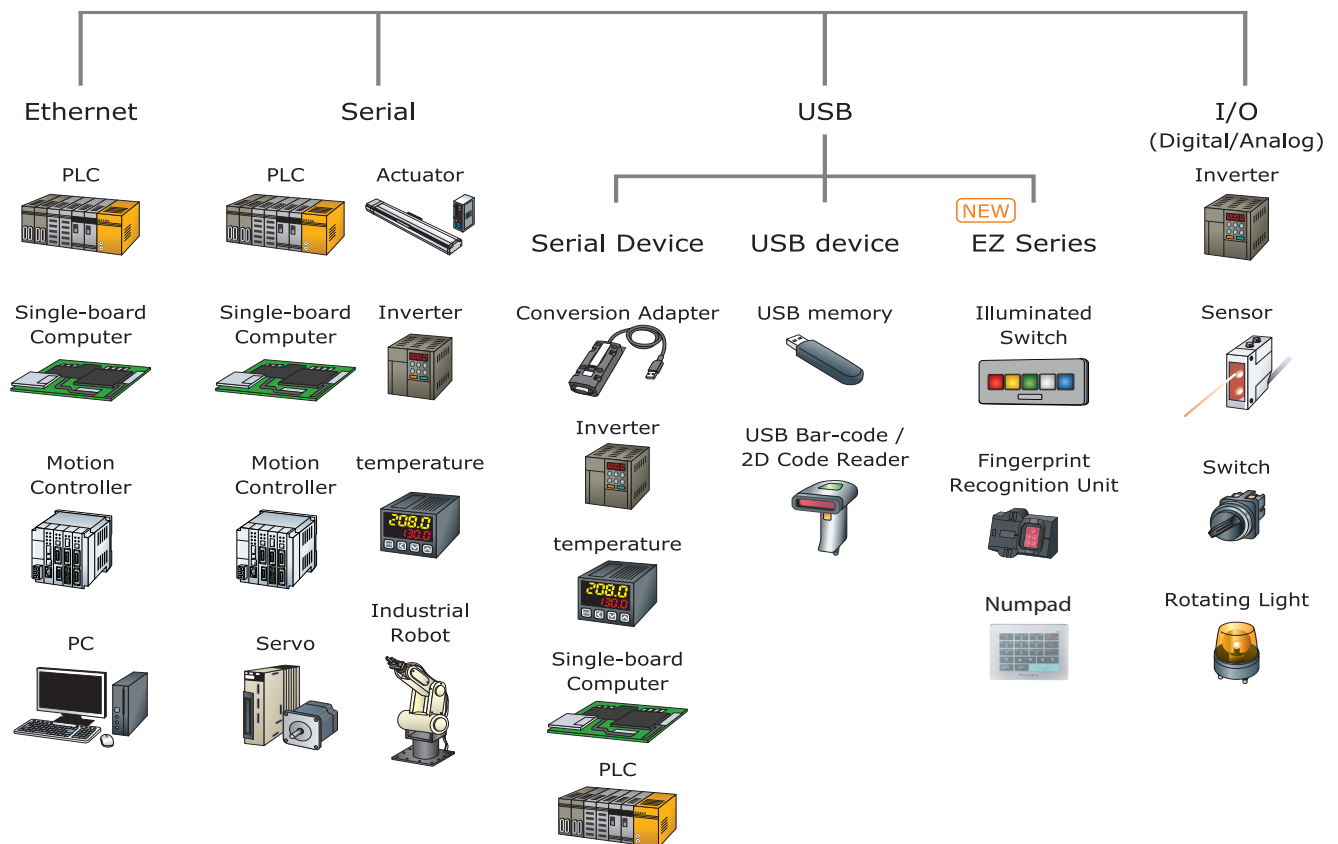 Ethernet
Serial
USB
I/O
(Digital/Analog)
PLC
Single-board
Computer
Motion
Controller
PC
PLC
Actuator
Single-board
Computer
Inverter
Motion
Controller
temperature
208.0
130.0
Servo
Industrial
Robot
Serial Device
Conversion Adapter
Inverter
temperature
208.0
130.0
Single-board
Computer
PLC
USB device
USB memory
USB Bar-code /
2D Code Reader
NEW
EZ Series
Illuminated
Switch
Fingerprint
Recognition Unit
Numpad
Inverter
Sensor
Switch
Rotating Light